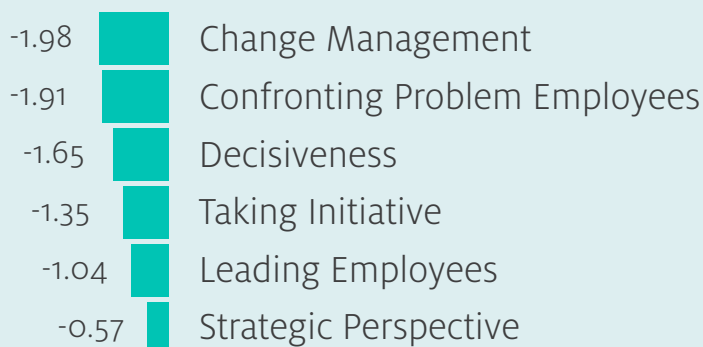 -1.98 Change Management
-1.91 Confronting Problem Employees
-1.65 Decisiveness
-1.35 Taking Initiative
-1.04 Leading Employees
-0.57 Strategic Perspective